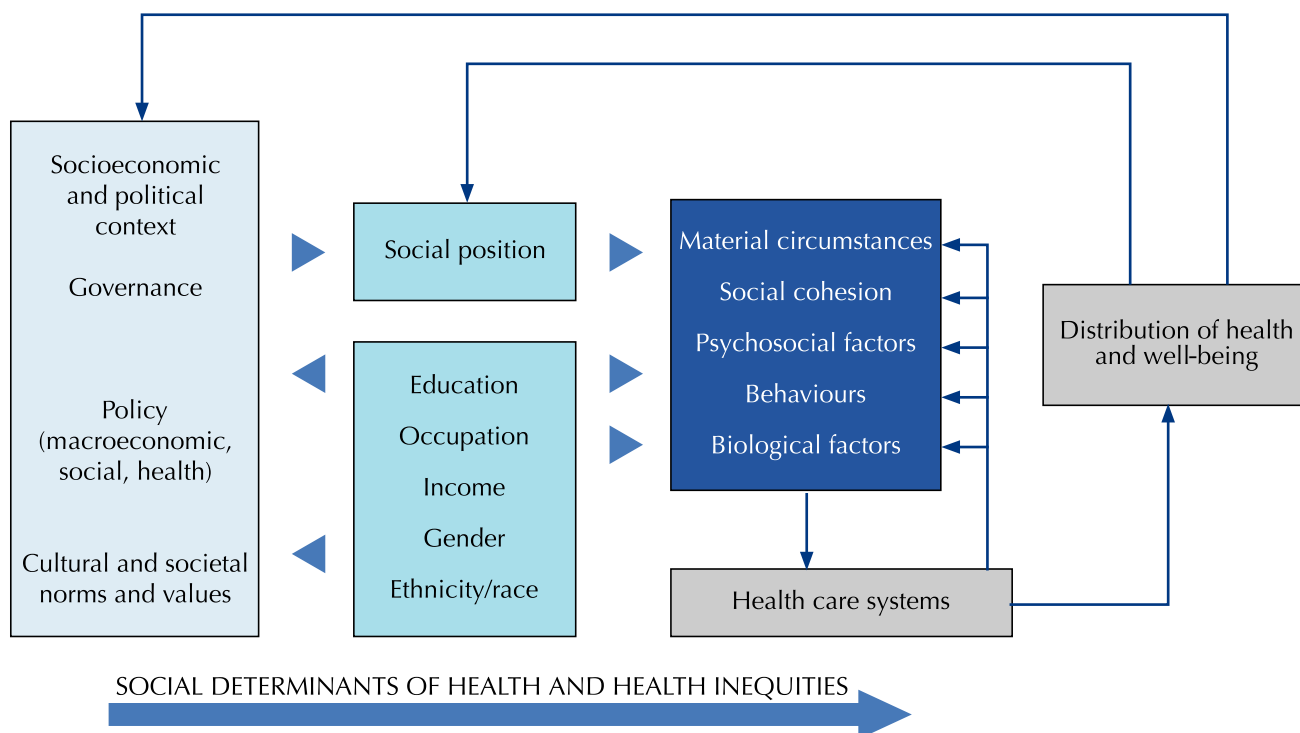 Socioeconomic
and political
context
Governance
Policy
(macroeconomic,
social, health)
Cultural and societal
norms and values
Social position
Education
Occupation
Income
Gender
Ethnicity/race
Material circumstances
Social cohesion
Psychosocial factors
Behaviours
Biological factors
Health care systems
Distribution of health
and well-being
SOCIAL DETERMINANTS OF HEALTH AND HEALTH INEQUITIES